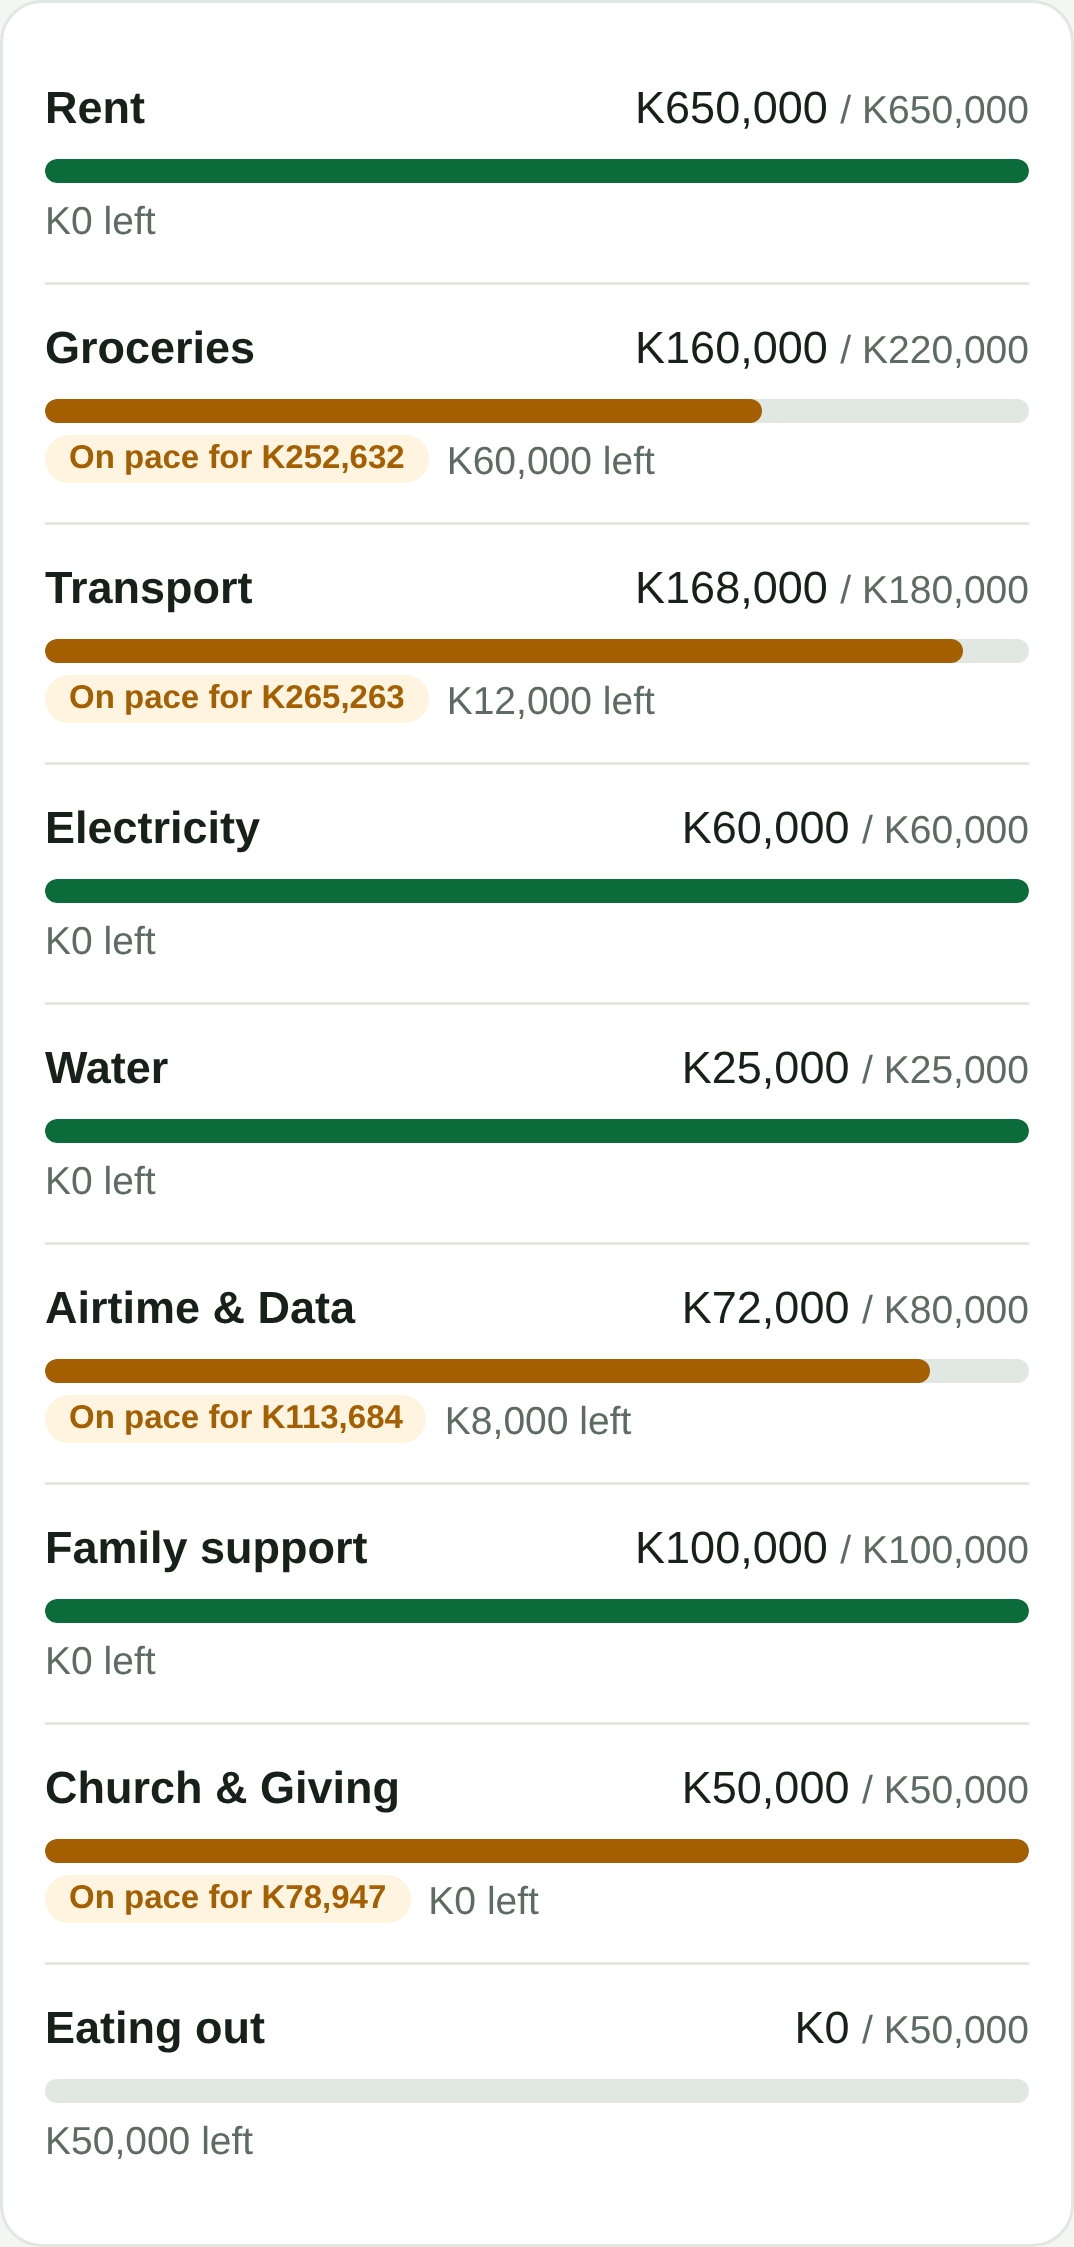 Rent K650,000 / K650,000
K0 left
Groceries K160,000 / K220,000
On pace for K252,632 K60,000 left
Transport K168,000 / K180,000
On pace for K265,263 K12,000 left
Electricity K60,000 / K60,000
K0 left
Water K25,000 / K25,000
K0 left
Airtime & Data K72,000 / K80,000
On pace for K113,684 K8,000 left
Family support K100,000 / K100,000
K0 left
Church & Giving K50,000 / K50,000
On pace for K78,947 K0 left
Eating out K0 / K50,000
K50,000 left